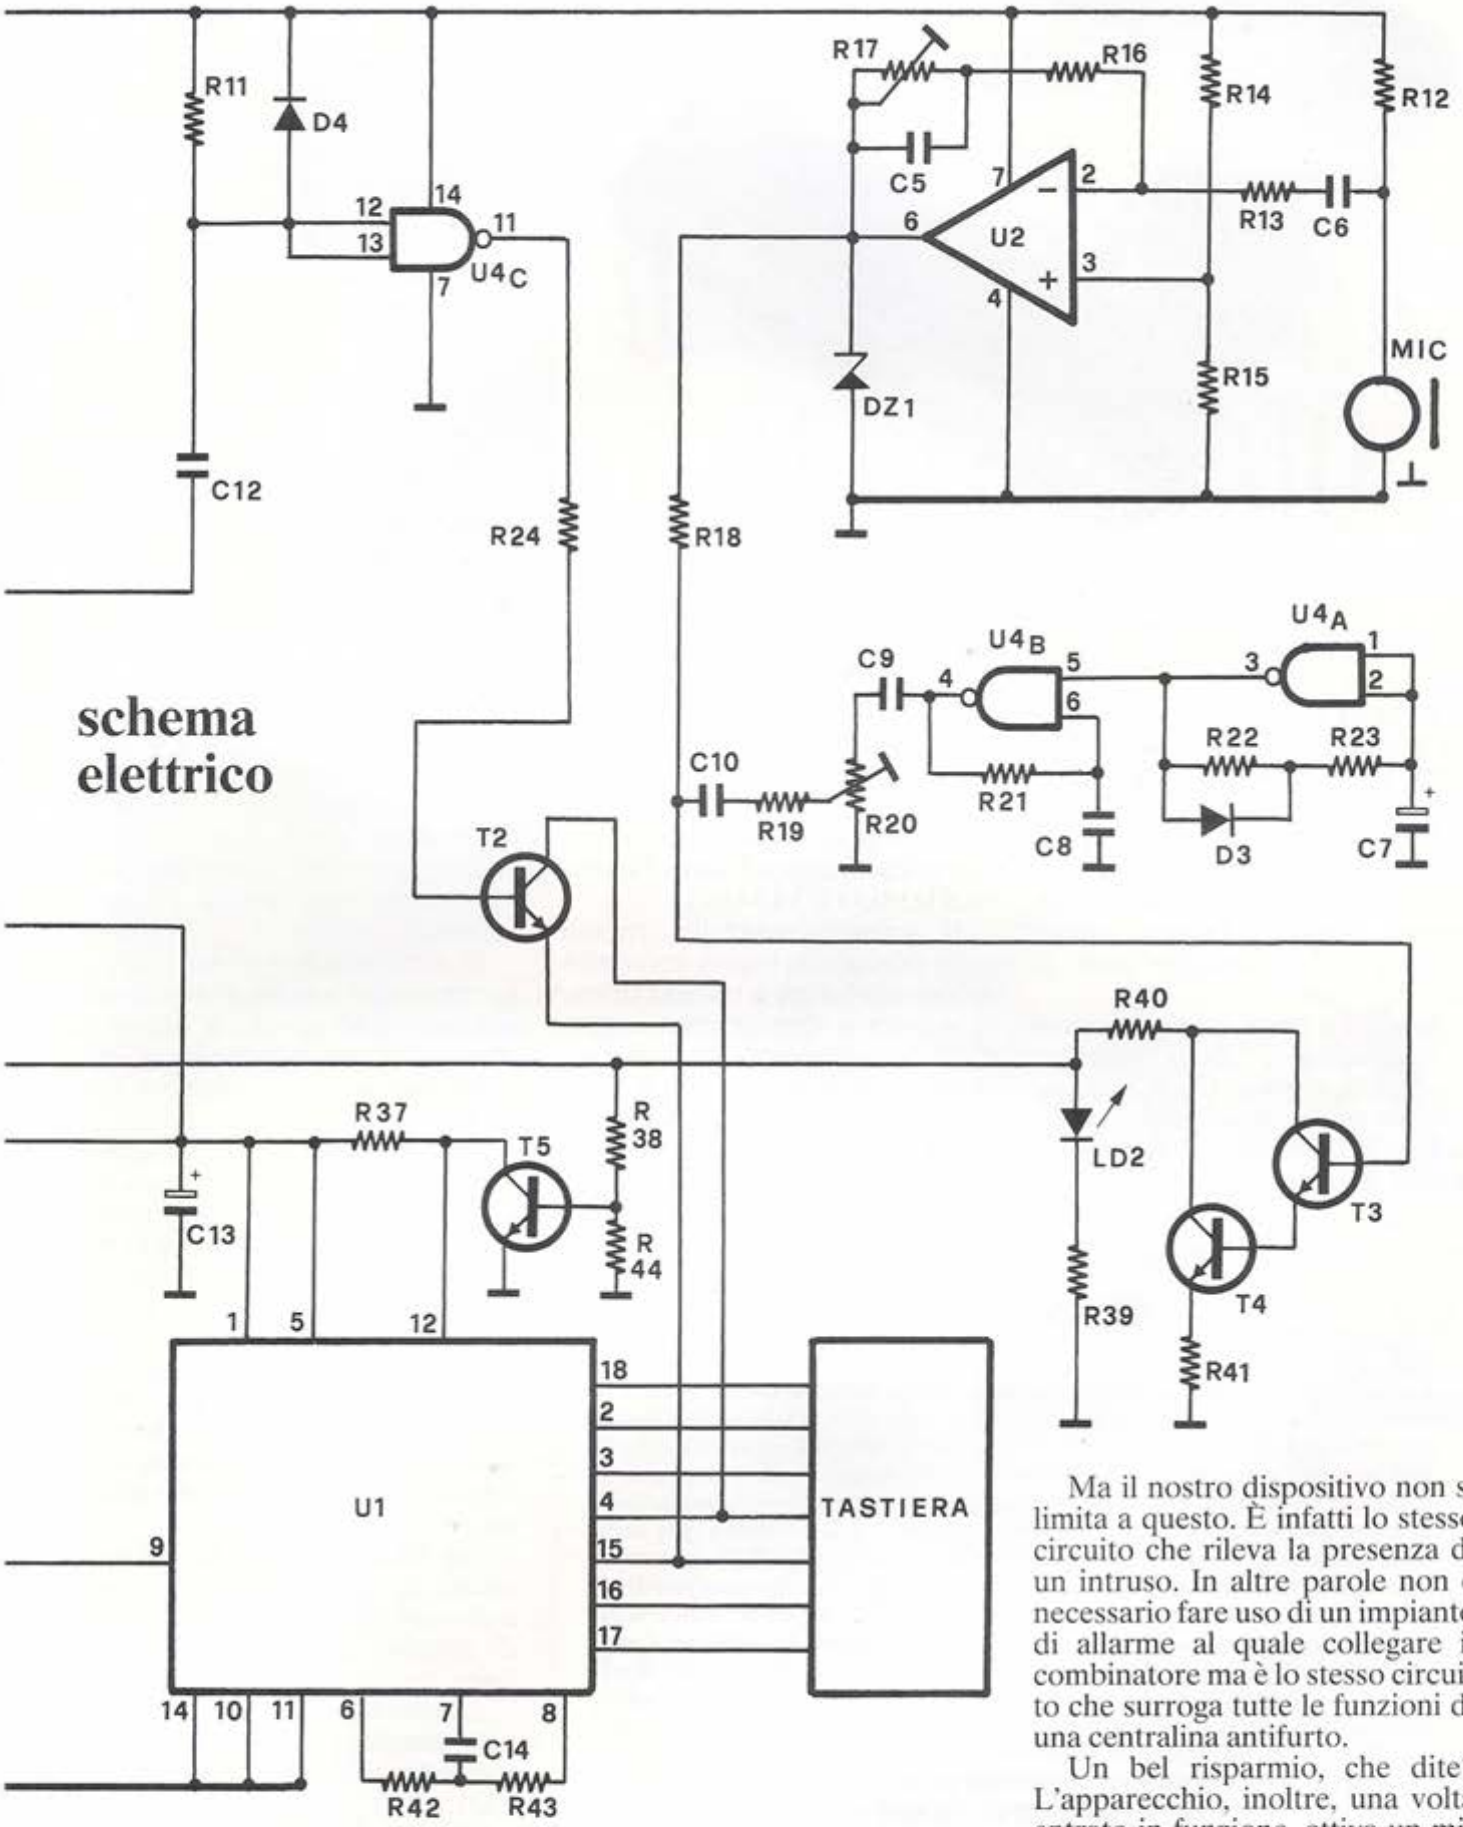 R17
R16
R11
D4
R14
R12
C5
12
14
11
13
U4C
7
7
2
6
U2
3
4
R13
C6
R15
MIC
DZ1
C12
R24
R18
U4A
U4B
C9
5
3
1
4
6
2
schema
elettrico
R22
R23
C10
R21
R19
R20
C8
D3
+
C7
T2
R40
R37
R
38
T5
LD2
+
C13
R
44
T3
T4
R39
R41
1
5
12
18
2
3
4
15
16
17
U1
TASTIERA
9
14
10
11
6
7
8
C14
R42
R43
Ma il nostro dispositivo non s
limita a questo. È infatti lo stesso
circuito che rileva la presenza d
un intruso. In altre parole non
necessario fare uso di un impianto
di allarme al quale collegare i
combinatore ma è lo stesso circui
to che surroga tutte le funzioni d
una centralina antifurto.
Un bel risparmio, che dite
L'apparecchio, inoltre, una volta
entrato in funzione, attiva un mi